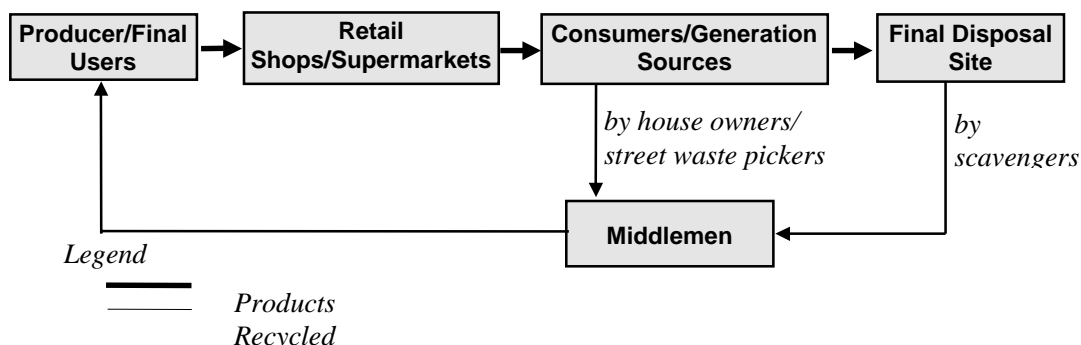 Producer/Final
Users
Retail
Shops/Supermarkets
Consumers/Generation
Sources
Final Disposal
Site
by house owners/
street waste pickers
by
scavengers
Middlemen
Legend
Products
Recycled